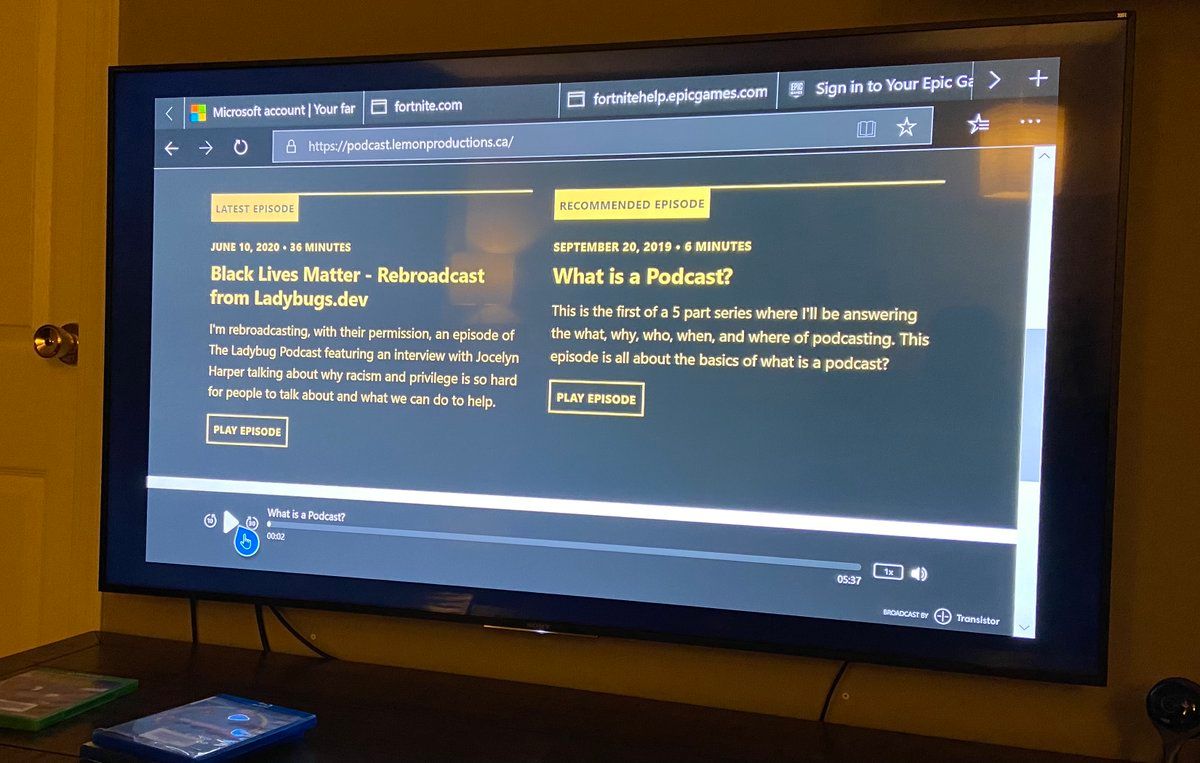 Microsoft account | Your far
fortnite.com
fortnitehelp.epicgames.com
EPIC GAMES
Sign in to Your Epic Ga
https://podcast.lemonproductions.ca/
LATEST EPISODE
JUNE 10, 2020 • 36 MINUTES
Black Lives Matter - Rebroadcast
from Ladybugs.dev
I'm rebroadcasting, with their permission, an episode of
The Ladybug Podcast featuring an interview with Jocelyn
Harper talking about why racism and privilege is so hard
for people to talk about and what we can do to help.
PLAY EPISODE
RECOMMENDED EPISODE
SEPTEMBER 20, 2019 • 6 MINUTES
What is a Podcast?
This is the first of a 5 part series where I'll be answering
the what, why, who, when, and where of podcasting. This
episode is all about the basics of what is a podcast?
PLAY EPISODE
What is a Podcast?
10
30
00:02
05:37
1x
BROADCAST BY Transistor
SONY